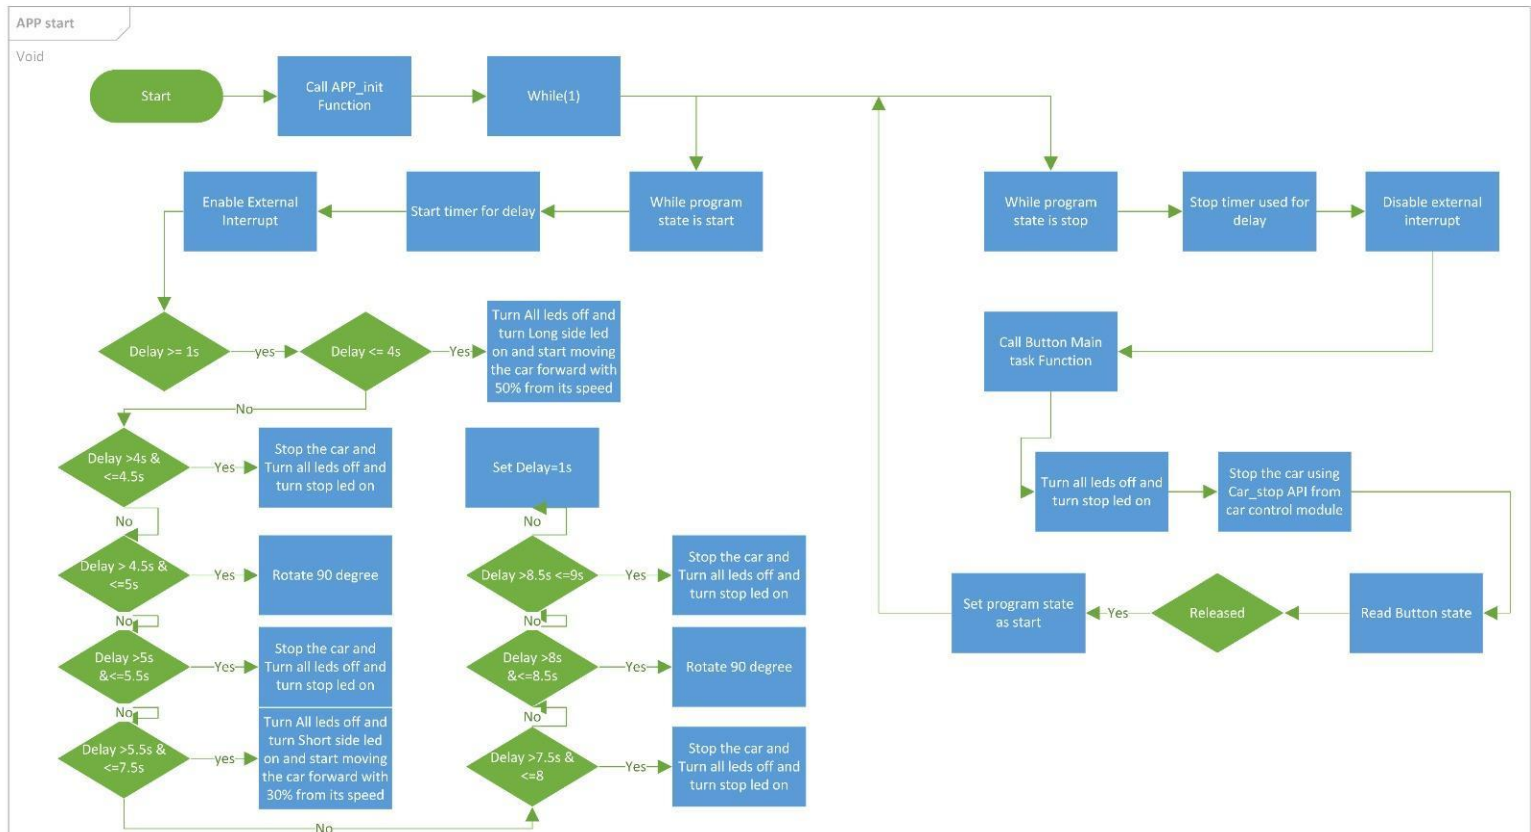 APP start
Void
Start
Call APP_init
Function
While(1)
Enable External
Interrupt
Start timer for delay
While program
state is start
While program
state is stop
Stop timer used for
delay
Disable external
interrupt
Delay >= 1s
yes
Delay <= 4s
Yes
Turn All leds off and
turn Long side led
on and start moving
the car forward with
50% from its speed
No
Call Button Main
task Function
Delay >4s &
<=4.5s
Yes
Stop the car and
Turn all leds off and
turn stop led on
No
Set Delay=1s
No
Turn all leds off and
turn stop led on
Stop the car using
Car_stop API from
car control module
Delay > 4.5s &
<=5s
Yes
Rotate 90 degree
No
Delay >8.5s <=9s
Yes
Stop the car and
Turn all leds off and
turn stop led on
No
Set program state
as start
Yes
Released
Read Button state
Delay >5s
&<=5.5s
Yes
Stop the car and
Turn all leds off and
turn stop led on
No
Delay >8s
&<=8.5s
Yes
Rotate 90 degree
No
Delay >5.5s &
<=7.5s
yes
Turn All leds off and
turn Short side led
on and start moving
the car forward with
30% from its speed
Delay >7.5s &
<=8
Yes
Stop the car and
Turn all leds off and
turn stop led on
No